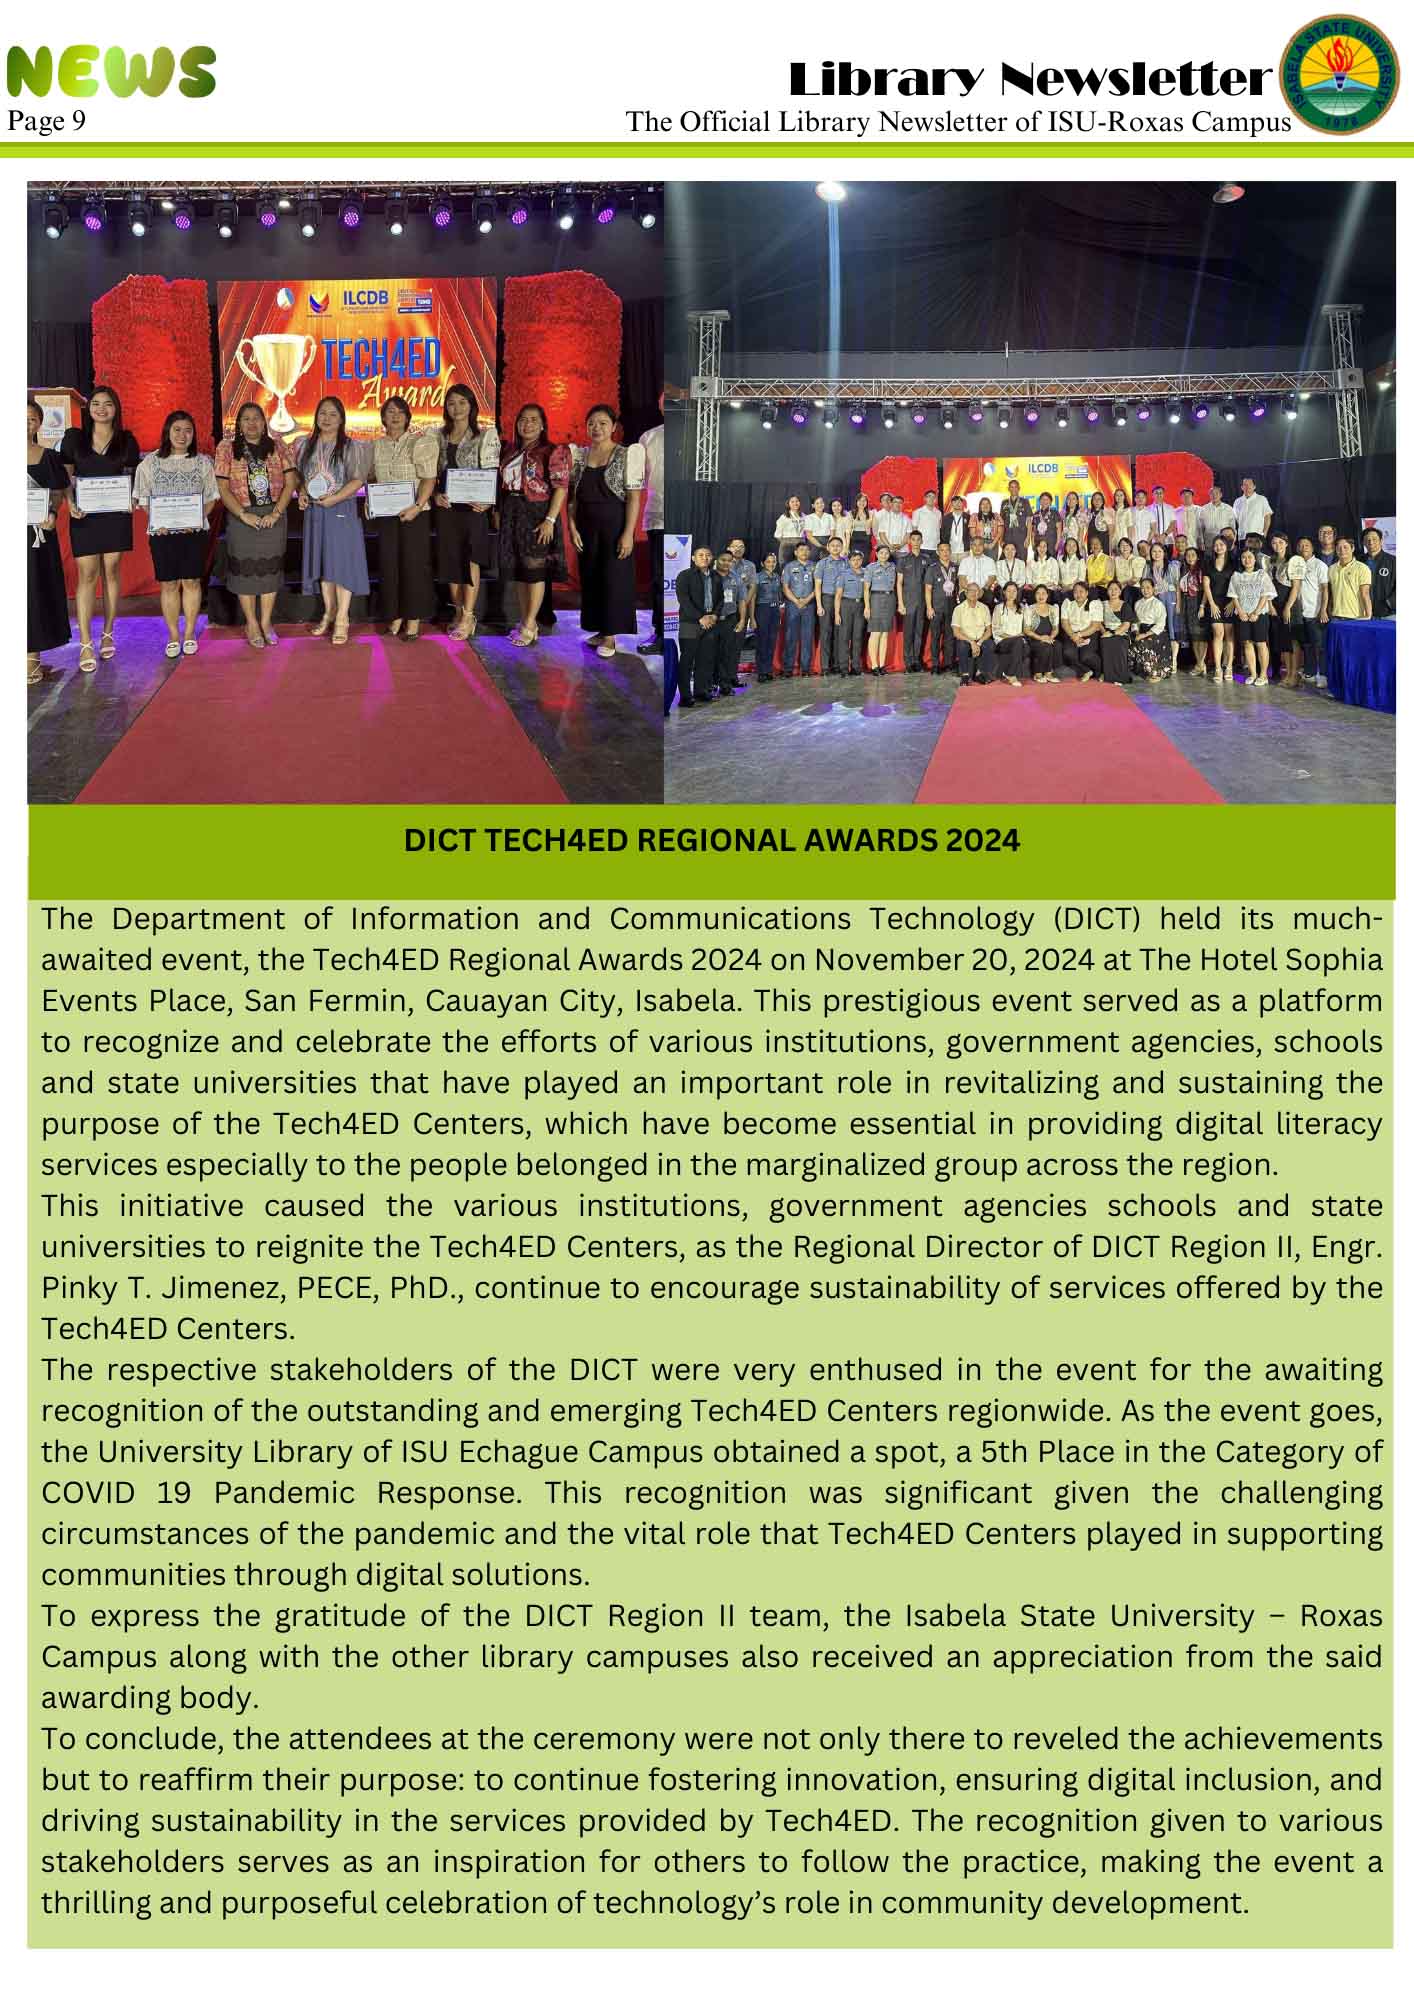 NEWS
Page 9
Library Newsletter
The Official Library Newsletter of ISU-Roxas Campus
ISABELA STATE UNIVERSITY
1978
ILCDB
TECH4ED
Award
ILCDB
DICT TECH4ED REGIONAL AWARDS 2024
The Department of Information and Communications Technology (DICT) held its much-
awaited event, the Tech4ED Regional Awards 2024 on November 20, 2024 at The Hotel Sophia
Events Place, San Fermin, Cauayan City, Isabela. This prestigious event served as a platform
to recognize and celebrate the efforts of various institutions, government agencies, schools
and state universities that have played an important role in revitalizing and sustaining the
purpose of the Tech4ED Centers, which have become essential in providing digital literacy
services especially to the people belonged in the marginalized group across the region.
This initiative caused the various institutions, government agencies schools and state
universities to reignite the Tech4ED Centers, as the Regional Director of DICT Region II, Engr.
Pinky T. Jimenez, PECE, PhD., continue to encourage sustainability of services offered by the
Tech4ED Centers.
The respective stakeholders of the DICT were very enthused in the event for the awaiting
recognition of the outstanding and emerging Tech4ED Centers regionwide. As the event goes,
the University Library of ISU Echague Campus obtained a spot, a 5th Place in the Category of
COVID 19 Pandemic Response. This recognition was significant given the challenging
circumstances of the pandemic and the vital role that Tech4ED Centers played in supporting
communities through digital solutions.
To express the gratitude of the DICT Region II team, the Isabela State University – Roxas
Campus along with the other library campuses also received an appreciation from the said
awarding body.
To conclude, the attendees at the ceremony were not only there to reveled the achievements
but to reaffirm their purpose: to continue fostering innovation, ensuring digital inclusion, and
driving sustainability in the services provided by Tech4ED. The recognition given to various
stakeholders serves as an inspiration for others to follow the practice, making the event a
thrilling and purposeful celebration of technology’s role in community development.